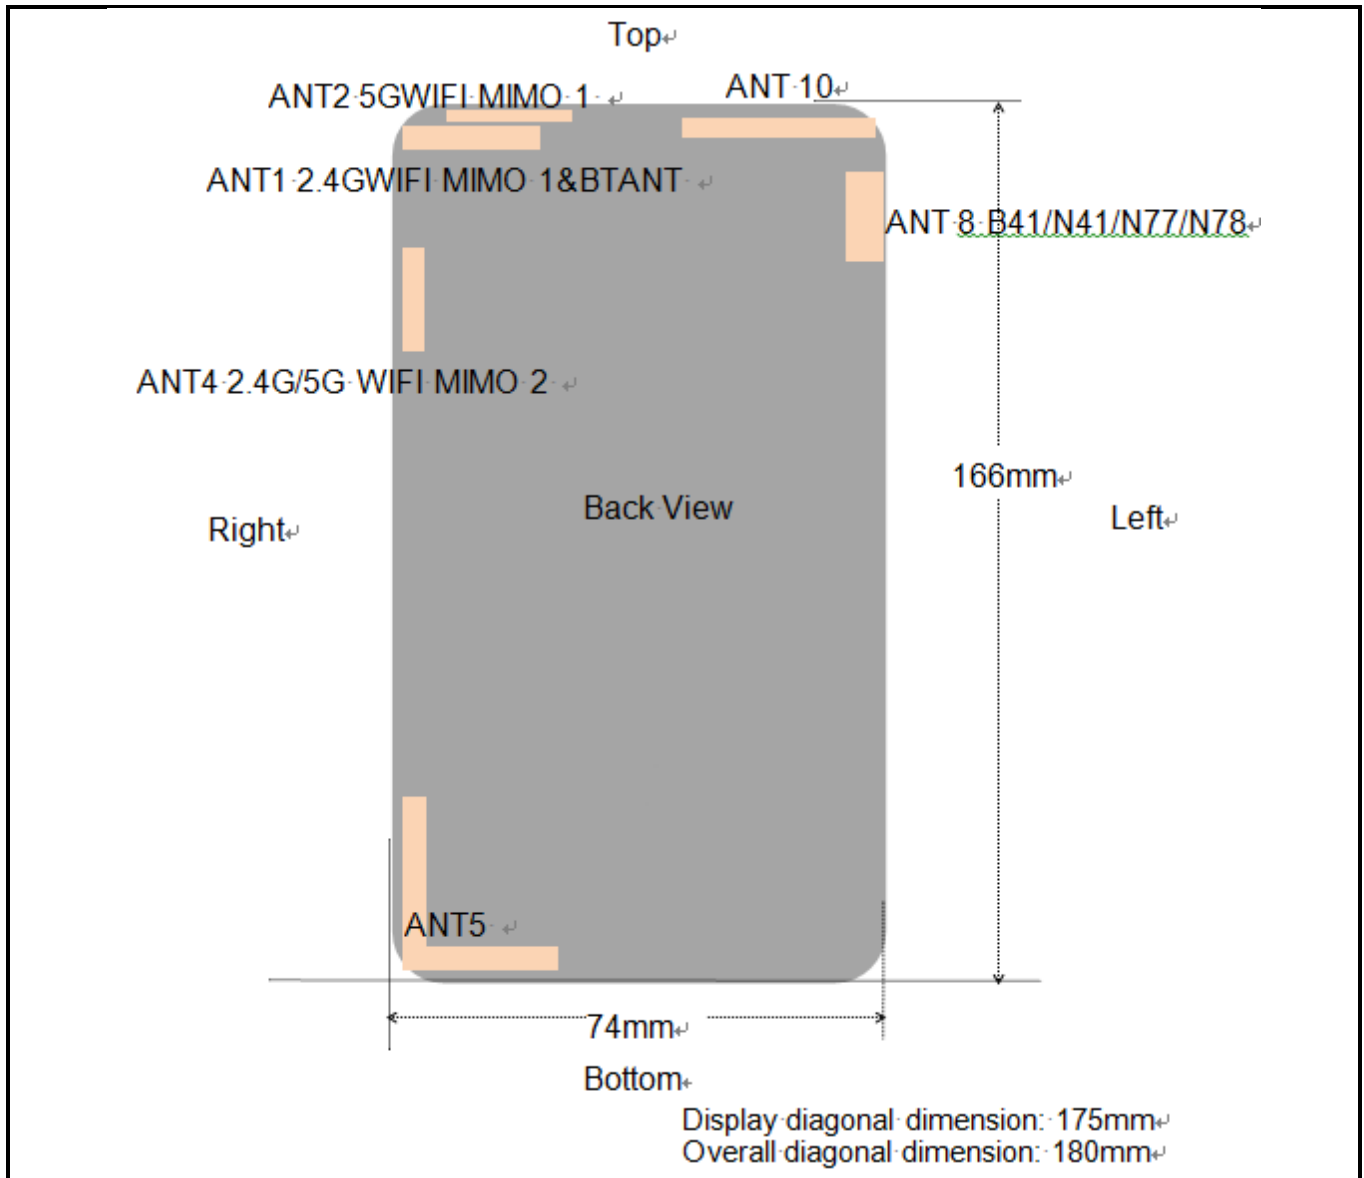 Top
ANT 10
ANT2 5GWIFI MIMO 1
ANT1 2.4GWIFI MIMO 1&BTANT
ANT 8 B41/N41/N77/N78
ANT4 2.4G/5G WIFI MIMO 2
166mm
Back View
Left
Right
ANT5
74mm
Bottom
Display diagonal dimension: 175mm
Overall diagonal dimension: 180mm